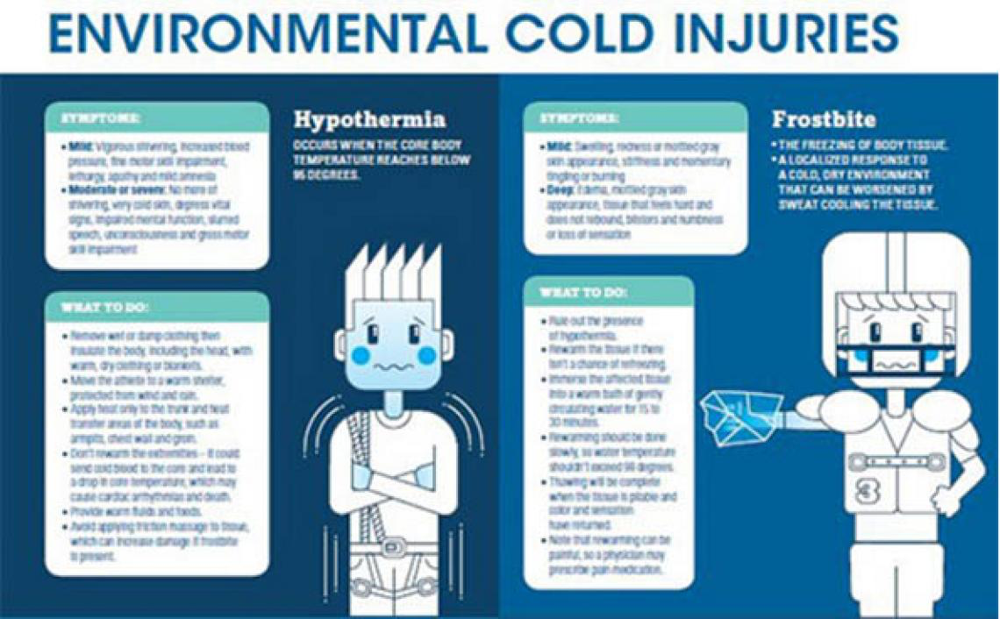 ENVIRONMENTAL COLD INJURIES
SYMPTOMS:
• Mild: Vigorous shivering, increased blood
pressure, fine motor skill impairment,
lethargy, apathy and mild amnesia
• Moderate or severe: No more of
shivering, very cold skin, depress vital
signs, impaired mental function, slurred
speech, unconsciousness and gross motor
skill impairment
Hypothermia
OCCURS WHEN THE CORE BODY
TEMPERATURE REACHES BELOW
95 DEGREES.
WHAT TO DO:
• Remove wet or damp clothing then
insulate the body, including the head, with
warm, dry clothing or blankets.
• Move the athlete to a warm shelter,
protected from wind and rain.
• Apply heat only to the trunk and heat
transfer areas of the body, such as
armpits, chest wall and groin.
• Don't rewarm the extremities – it could
send cold blood to the core and lead to
a drop in core temperature, which may
cause cardiac arrhythmias and death.
• Provide warm fluids and foods.
• Avoid applying friction massage to tissue,
which can increase damage if frostbite
is present.
SYMPTOMS:
• Mild: Swelling, redness or mottled gray
skin appearance, stiffness and momentary
tingling or burning
• Deep: Edema, mottled gray skin
appearance, tissue that feels hard and
does not rebound, blisters and numbness
or loss of sensation
Frostbite
• THE FREEZING OF BODY TISSUE.
• A LOCALIZED RESPONSE TO
A COLD, DRY ENVIRONMENT
THAT CAN BE WORSENED BY
SWEAT COOLING THE TISSUE.
WHAT TO DO:
• Rule out the presence
of hypothermia.
• Rewarm the tissue if there
isn't a chance of refreezing.
• Immerse the affected tissue
into a warm bath of gently
circulating water for 15 to
30 minutes.
• Rewarming should be done
slowly, so water temperature
shouldn't exceed 98 degrees.
• Thawing will be complete
when the tissue is pliable and
color and sensation
have returned.
• Note that rewarming can be
painful, so a physician may
prescribe pain medication.
3